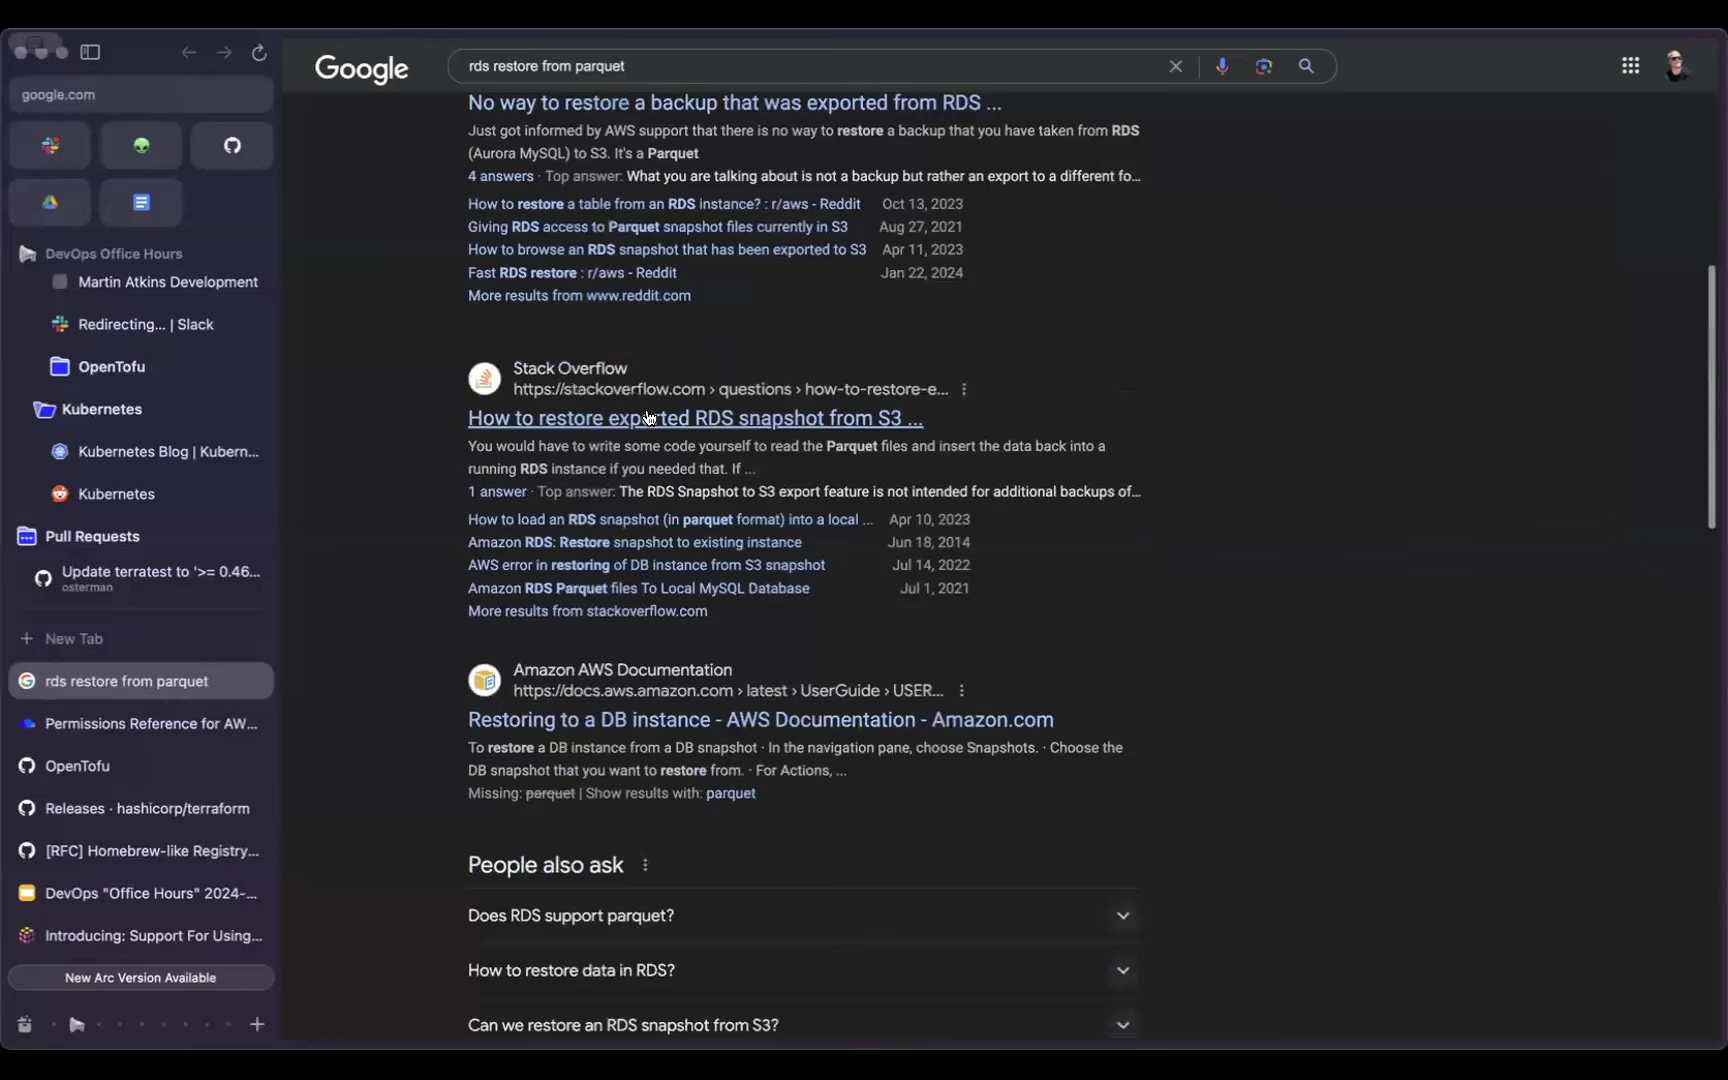 Google
rds restore from parquet
google.com
DevOps Office Hours
Martin Atkins Development
Redirecting... | Slack
OpenTofu
Kubernetes
Kubernetes Blog | Kubern...
Kubernetes
Pull Requests
Update terratest to '>= 0.46...
osterman
New Tab
rds restore from parquet
Permissions Reference for AW...
OpenTofu
Releases · hashicorp/terraform
[RFC] Homebrew-like Registry...
DevOps "Office Hours" 2024-...
Introducing: Support For Using...
New Arc Version Available
No way to restore a backup that was exported from RDS ...
Just got informed by AWS support that there is no way to restore a backup that you have taken from RDS
(Aurora MySQL) to S3. It's a Parquet
4 answers · Top answer: What you are talking about is not a backup but rather an export to a different fo...
How to restore a table from an RDS instance? : r/aws - Reddit Oct 13, 2023
Giving RDS access to Parquet snapshot files currently in S3 Aug 27, 2021
How to browse an RDS snapshot that has been exported to S3 Apr 11, 2023
Fast RDS restore : r/aws - Reddit Jan 22, 2024
More results from www.reddit.com
Stack Overflow
https://stackoverflow.com › questions › how-to-restore-e...
How to restore exported RDS snapshot from S3 ...
You would have to write some code yourself to read the Parquet files and insert the data back into a
running RDS instance if you needed that. If ...
1 answer · Top answer: The RDS Snapshot to S3 export feature is not intended for additional backups of...
How to load an RDS snapshot (in parquet format) into a local ... Apr 10, 2023
Amazon RDS: Restore snapshot to existing instance Jun 18, 2014
AWS error in restoring of DB instance from S3 snapshot Jul 14, 2022
Amazon RDS Parquet files To Local MySQL Database Jul 1, 2021
More results from stackoverflow.com
Amazon AWS Documentation
https://docs.aws.amazon.com › latest › UserGuide › USER...
Restoring to a DB instance - AWS Documentation - Amazon.com
To restore a DB instance from a DB snapshot · In the navigation pane, choose Snapshots. · Choose the
DB snapshot that you want to restore from. · For Actions, ...
Missing: parquet | Show results with: parquet
People also ask
Does RDS support parquet?
How to restore data in RDS?
Can we restore an RDS snapshot from S3?